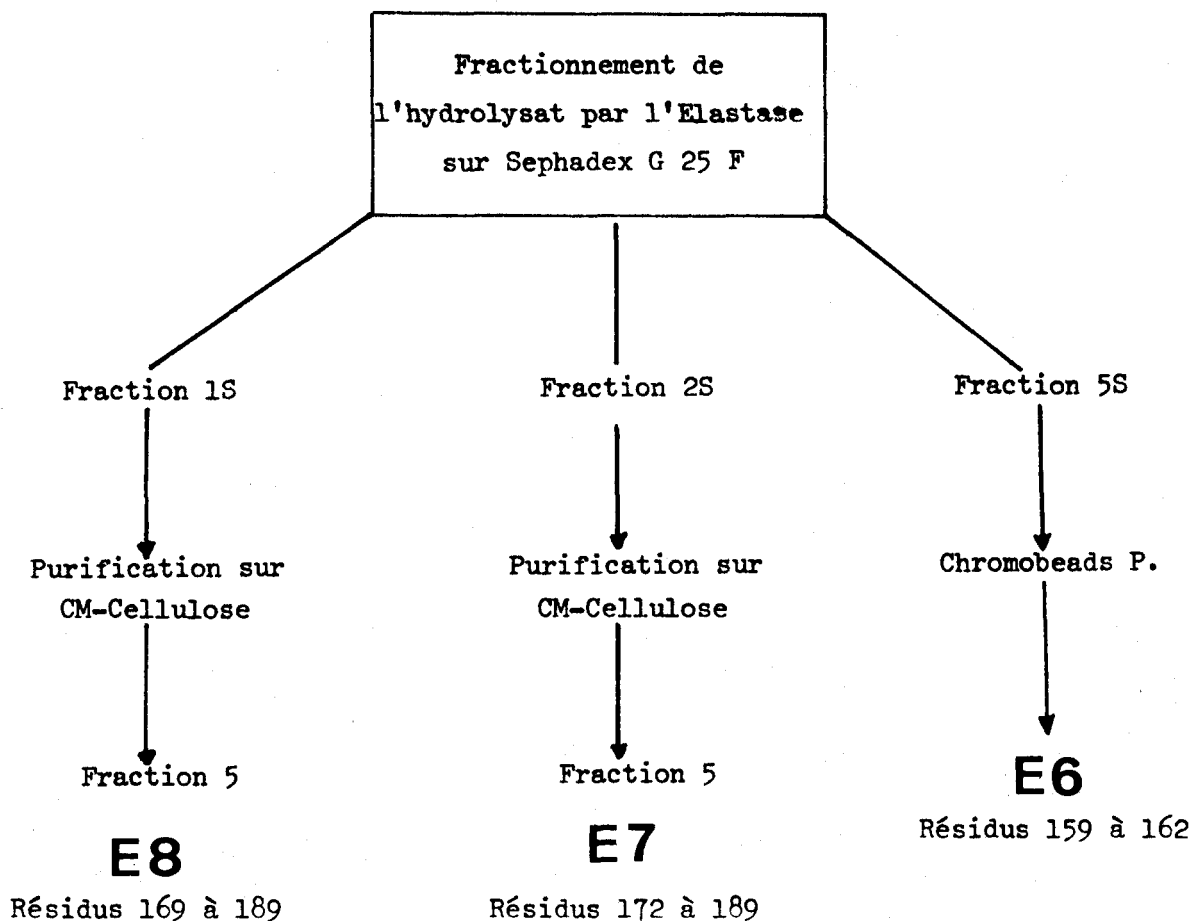 Fractionnement de
l'hydrolysat par l'Elastase
sur Sephadex G 25 F
Fraction 1S
Fraction 2S
Fraction 5S
Purification sur
CM-Cellulose
Purification sur
CM-Cellulose
Chromobeads P.
Fraction 5
Fraction 5
E6
Résidus 159 à 162
E8
Résidus 169 à 189
E7
Résidus 172 à 189